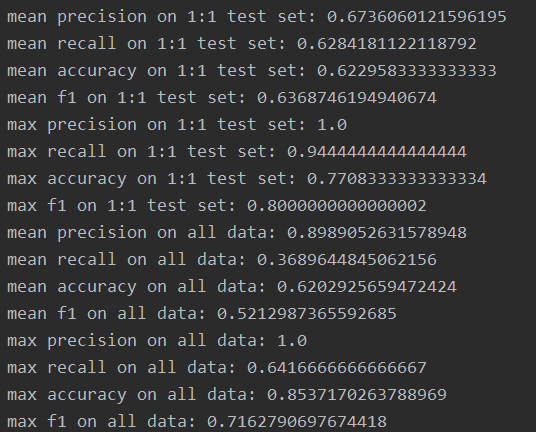 mean precision on 1:1 test set: 0.6736060121596195
mean recall on 1:1 test set: 0.6284181122118792
mean accuracy on 1:1 test set: 0.6229583333333333
mean f1 on 1:1 test set: 0.6368746194940674
max precision on 1:1 test set: 1.0
max recall on 1:1 test set: 0.9444444444444444
max accuracy on 1:1 test set: 0.7708333333333334
max f1 on 1:1 test set: 0.8000000000000002
mean precision on all data: 0.8989052631578948
mean recall on all data: 0.3689644845062156
mean accuracy on all data: 0.6202925659472424
mean f1 on all data: 0.5212987365592685
max precision on all data: 1.0
max recall on all data: 0.6416666666666667
max accuracy on all data: 0.8537170263788969
max f1 on all data: 0.7162790697674418